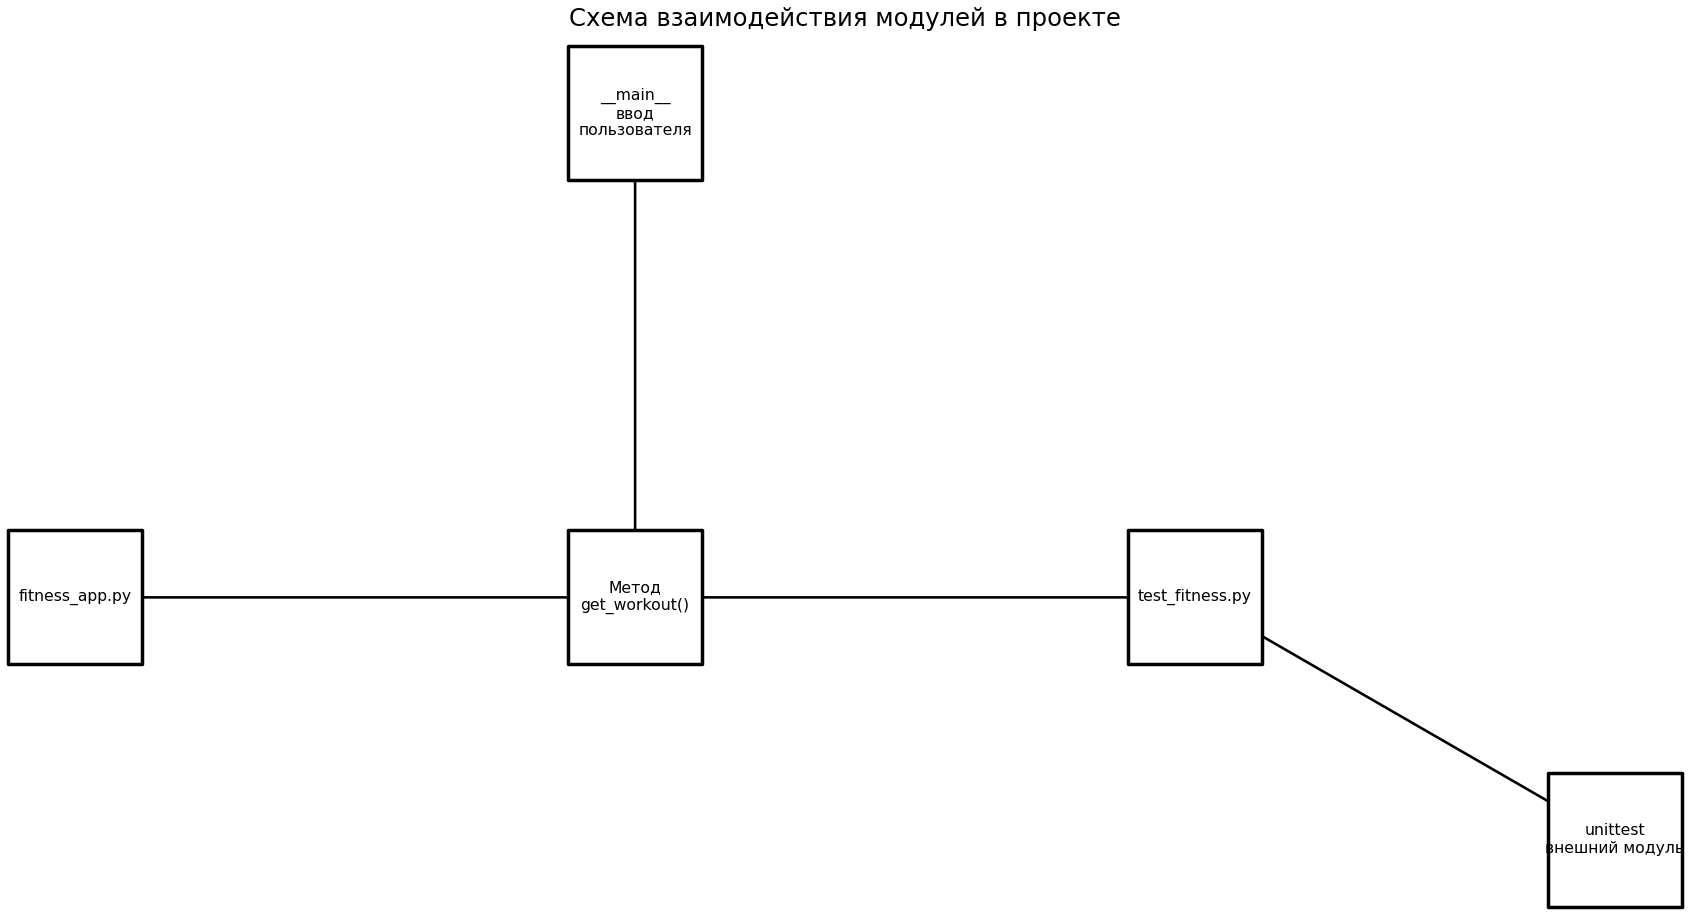 Схема взаимодействия модулей в проекте
__main__
ввод
пользователя
fitness_app.py
Метод
get_workout()
test_fitness.py
unittest
внешний модуль